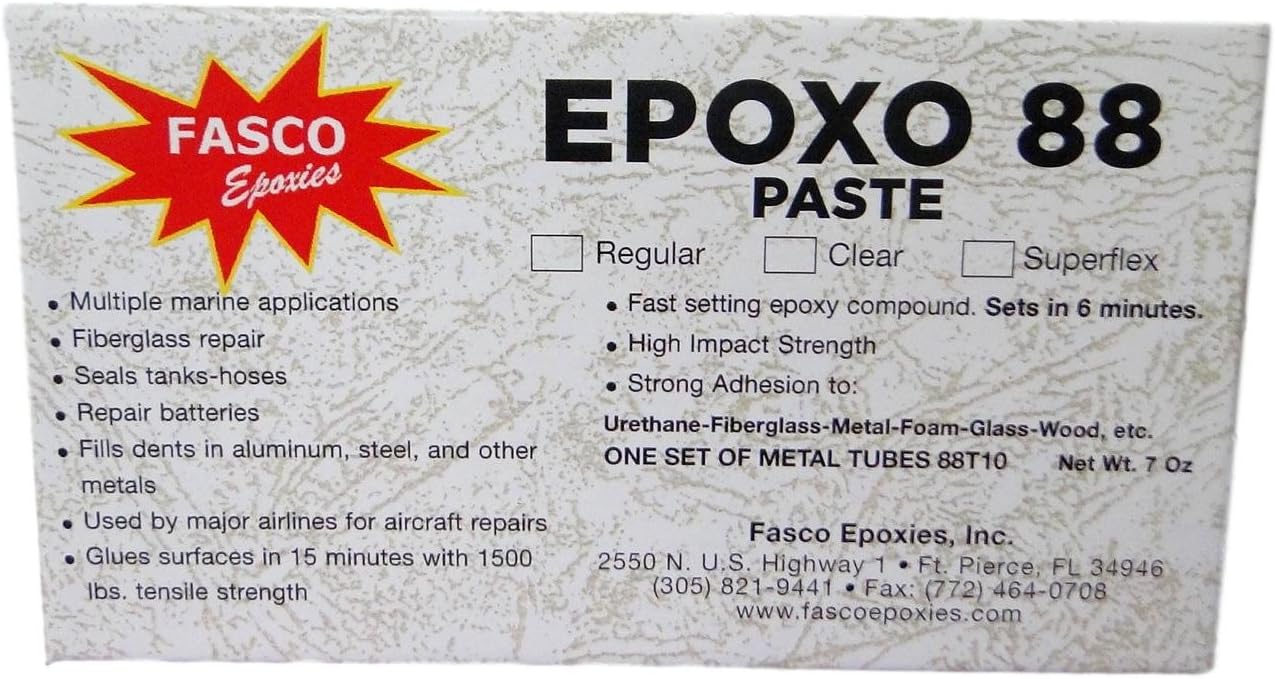 FASCO
Epoxies
EPOXO 88
PASTE
Regular Clear Superflex
• Multiple marine applications
• Fiberglass repair
• Seals tanks-hoses
• Repair batteries
• Fills dents in aluminum, steel, and other
metals
• Used by major airlines for aircraft repairs
• Glues surfaces in 15 minutes with 1500
lbs. tensile strength
• Fast setting epoxy compound. Sets in 6 minutes.
• High Impact Strength
• Strong Adhesion to:
Urethane-Fiberglass-Metal-Foam-Glass-Wood, etc.
ONE SET OF METAL TUBES 88T10 Net Wt. 7 Oz
Fasco Epoxies, Inc.
2550 N. U.S. Highway 1 • Ft. Pierce, FL 34946
(305) 821-9441 • Fax: (772) 464-0708
www.fascoepoxies.com